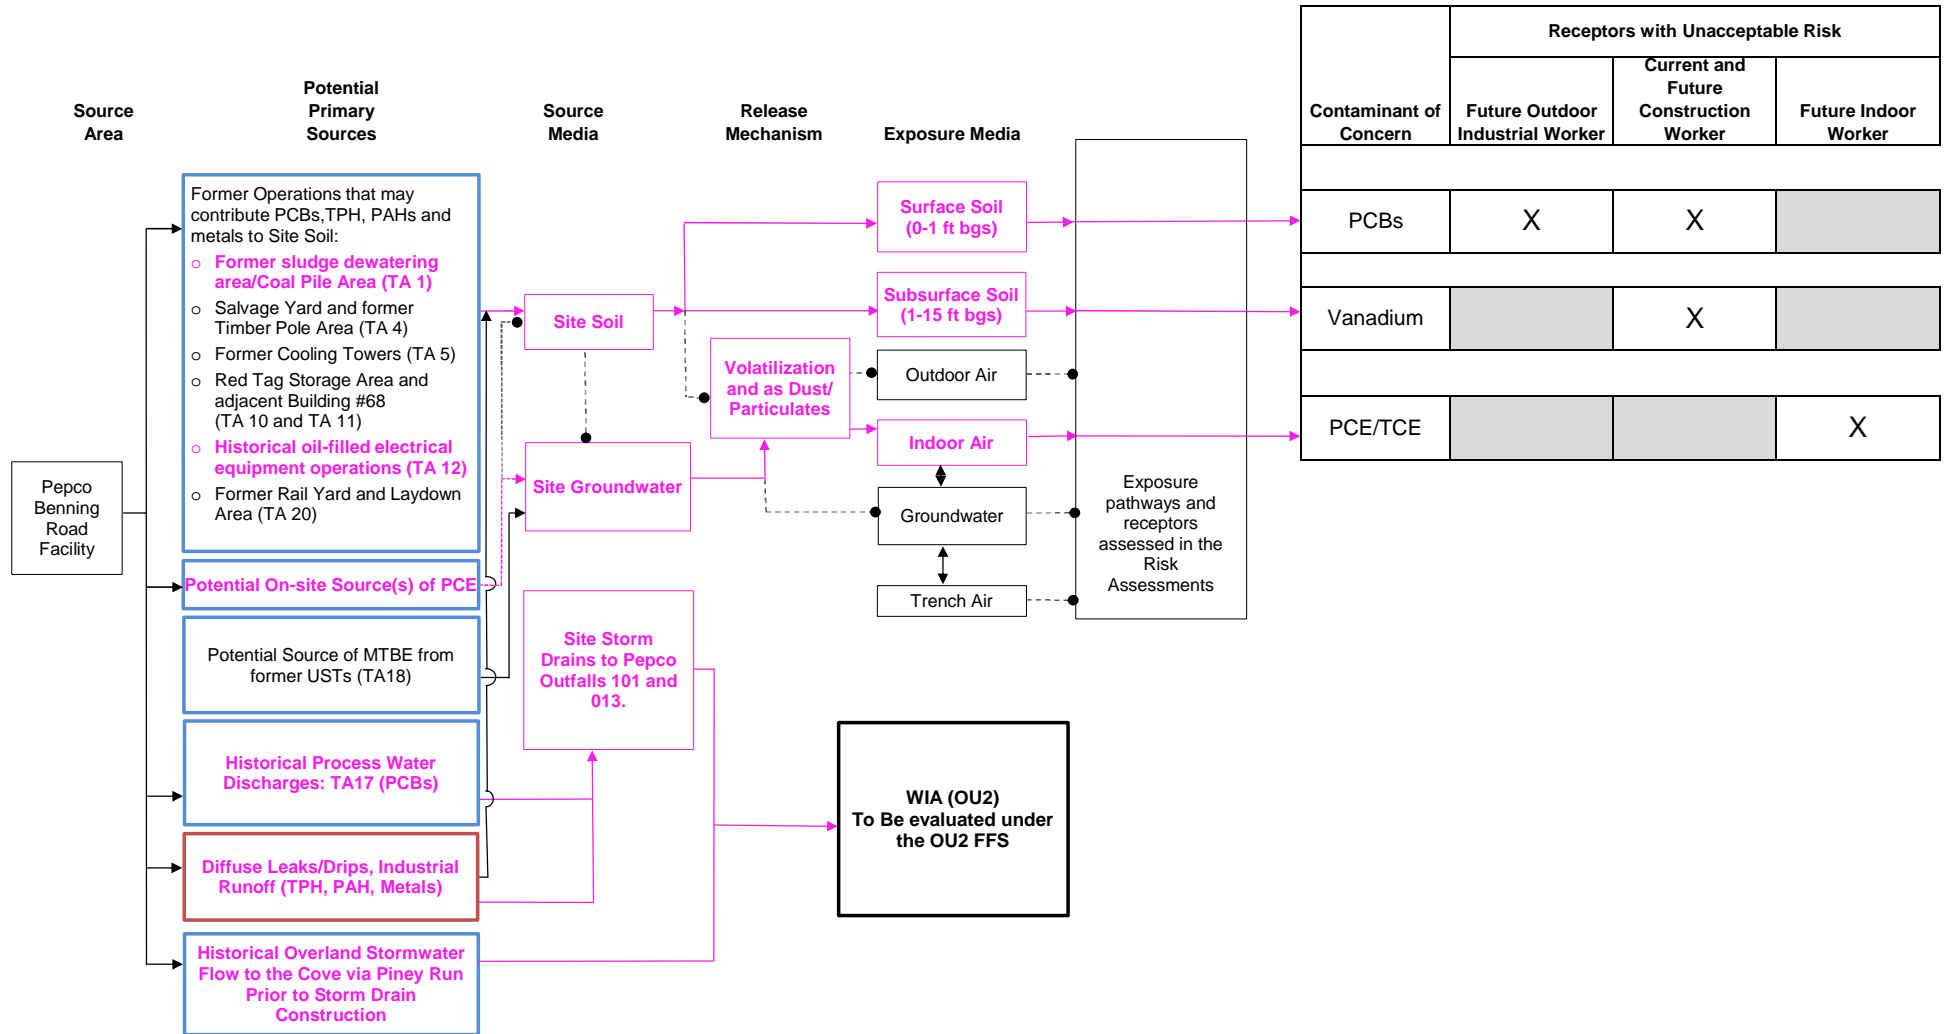 Source
Area
Potential
Primary
Sources
Source
Media
Release
Mechanism
Exposure Media
Contaminant of
Concern
Receptors with Unacceptable Risk
Future Outdoor
Industrial Worker
Current and
Future
Construction
Worker
Future Indoor
Worker
Pepco
Benning
Road
Facility
Former Operations that may
contribute PCBs,TPH, PAHs and
metals to Site Soil:
o Former sludge dewatering
area/Coal Pile Area (TA 1)
o Salvage Yard and former
Timber Pole Area (TA 4)
o Former Cooling Towers (TA 5)
o Red Tag Storage Area and
adjacent Building #68
(TA 10 and TA 11)
o Historical oil-filled electrical
equipment operations (TA 12)
o Former Rail Yard and Laydown
Area (TA 20)
Potential On-site Source(s) of PCE
Potential Source of MTBE from
former USTs (TA18)
Historical Process Water
Discharges: TA17 (PCBs)
Diffuse Leaks/Drips, Industrial
Runoff (TPH, PAH, Metals)
Historical Overland Stormwater
Flow to the Cove via Piney Run
Prior to Storm Drain
Construction
Site Soil
Site Groundwater
Site Storm
Drains to Pepco
Outfalls 101 and
013.
Volatilization
and as Dust/
Particulates
Surface Soil
(0-1 ft bgs)
Subsurface Soil
(1-15 ft bgs)
Outdoor Air
Indoor Air
Groundwater
Trench Air
WIA (OU2)
To Be evaluated under
the OU2 FFS
Exposure
pathways and
receptors
assessed in the
Risk
Assessments
PCBs X X
Vanadium X
PCE/TCE X